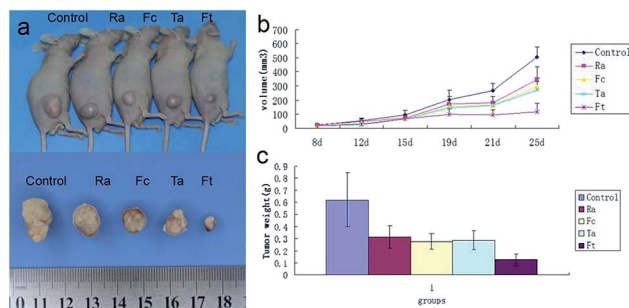 a
Control Ra Fc Ta Ft
Control Ra Fc Ta Ft
10 11 12 13 14 15 16 17 18
b
volume(mm3)
700
600
500
400
300
200
100
0
8d 12d 15d 19d 21d 25d
Control
Ra
Fc
Ta
Ft
c
Tumor weight(g)
0.9
0.8
0.7
0.6
0.5
0.4
0.3
0.2
0.1
0
1
groups
Control
Ra
Fc
Ta
Ft